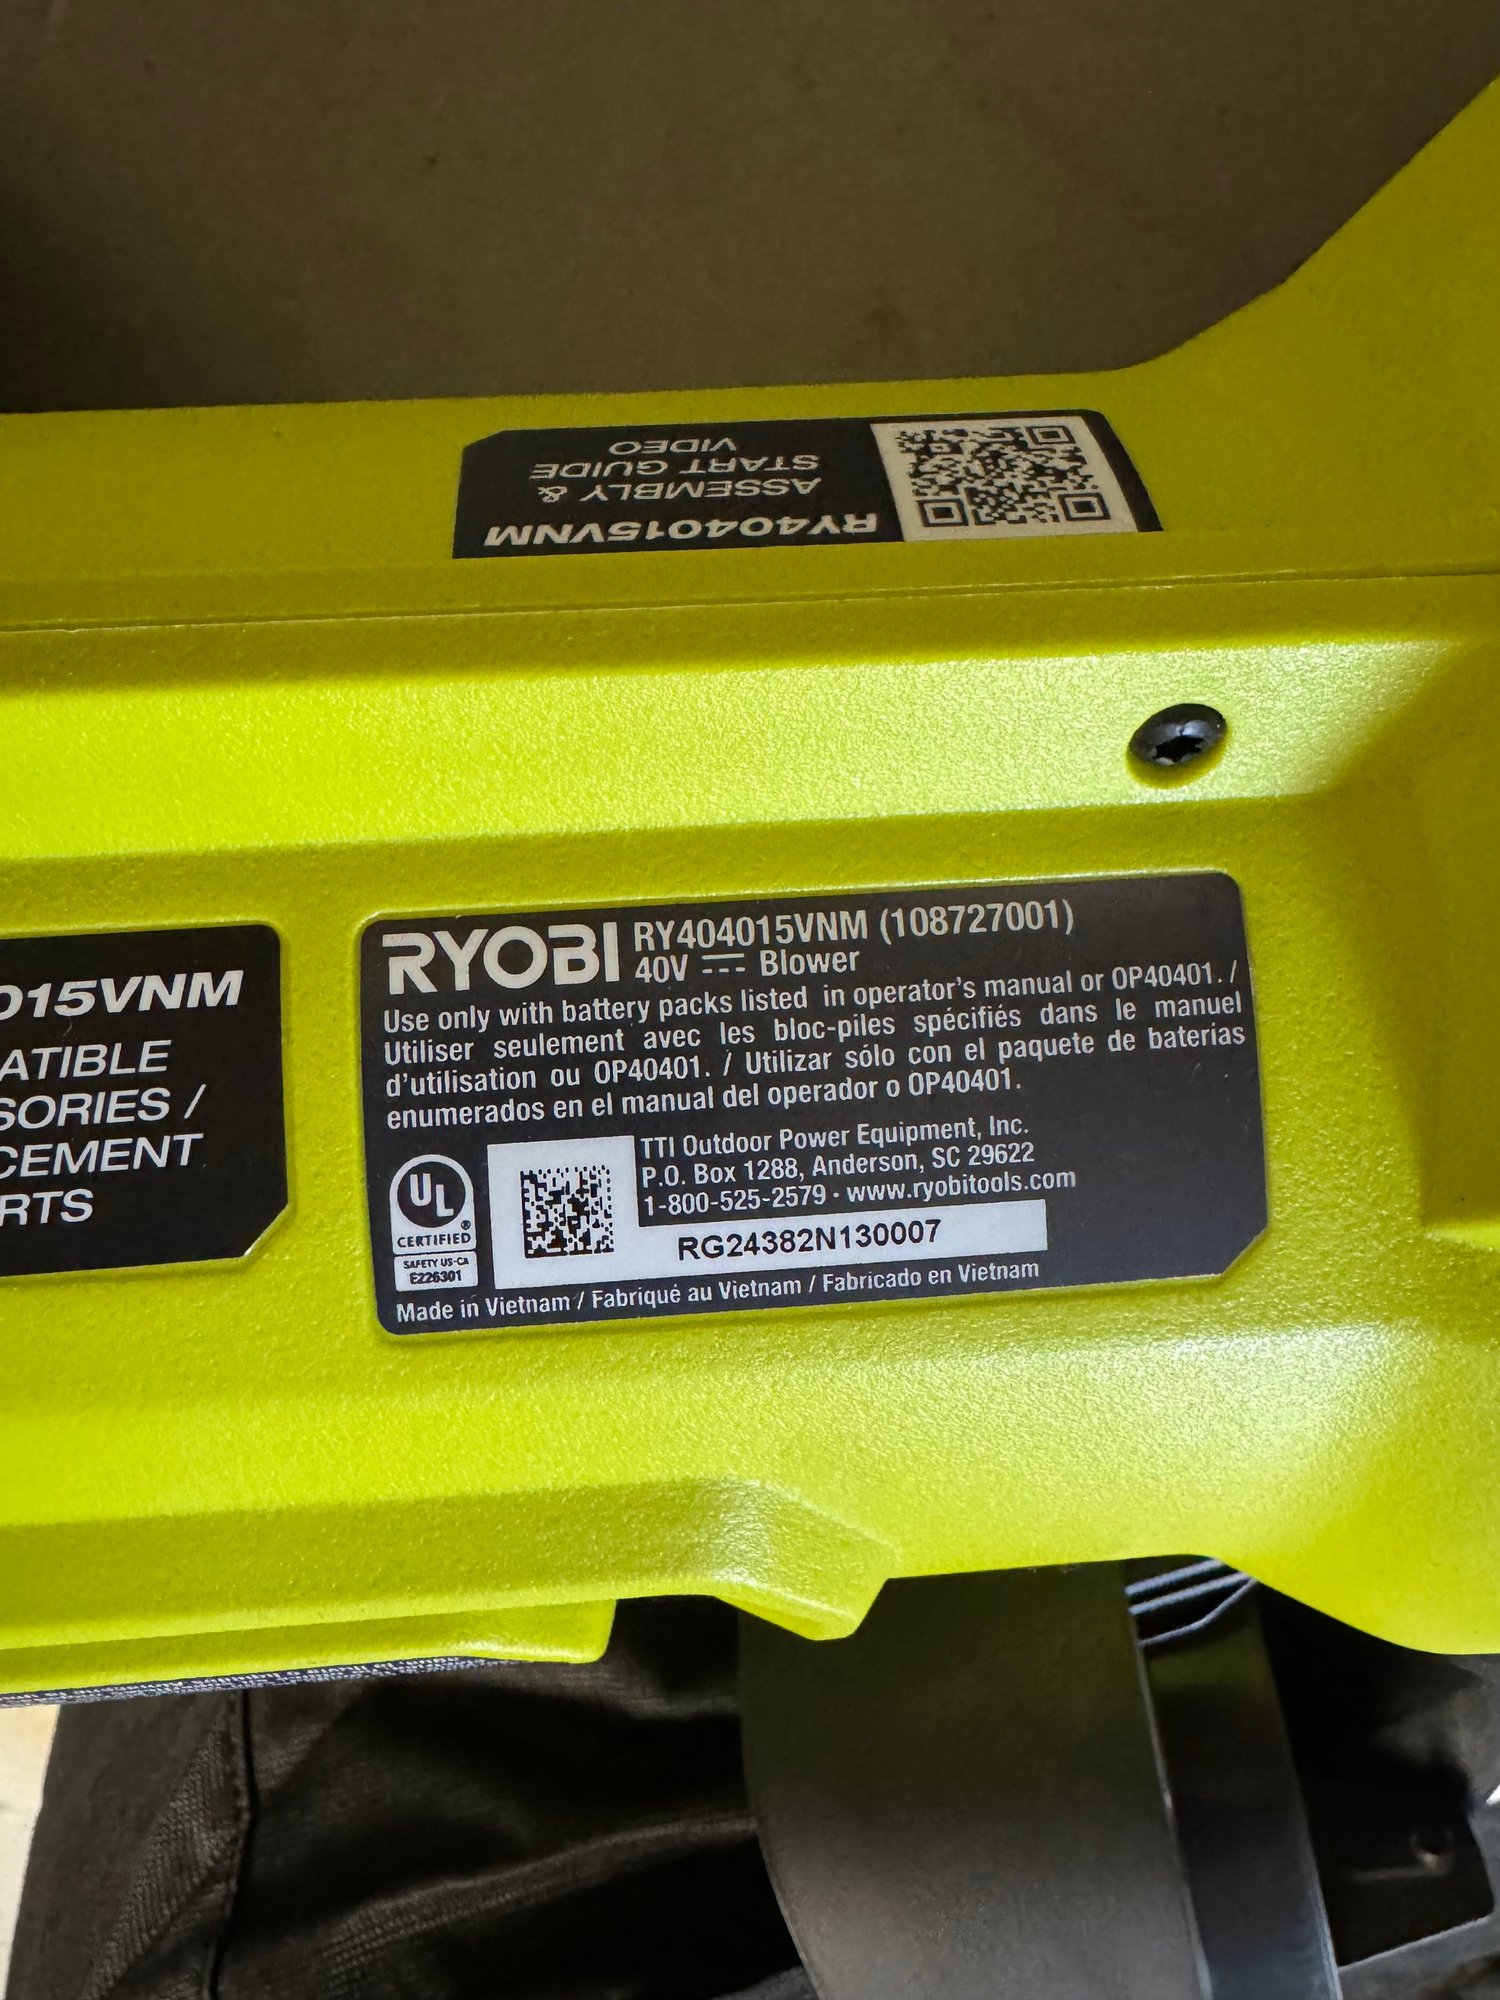 RY404015VNM
ASSEMBLY &
START GUIDE
VIDEO
015VNM
ATIBLE
SORIES /
CEMENT
RTS
RYOBI RY404015VNM (108727001)
40V Blower
Use only with battery packs listed in operator's manual or OP40401. /
Utiliser seulement avec les bloc-piles spécifiés dans le manuel
d'utilisation ou OP40401. / Utilizar sólo con el paquete de baterías
enumerados en el manual del operador o OP40401.
TTI Outdoor Power Equipment, Inc.
P.O. Box 1288, Anderson, SC 29622
1-800-525-2579 · www.ryobitools.com
RG24382N130007
UL
®
CERTIFIED
SAFETY US-CA
E226301
Made in Vietnam / Fabriqué au Vietnam / Fabricado en Vietnam